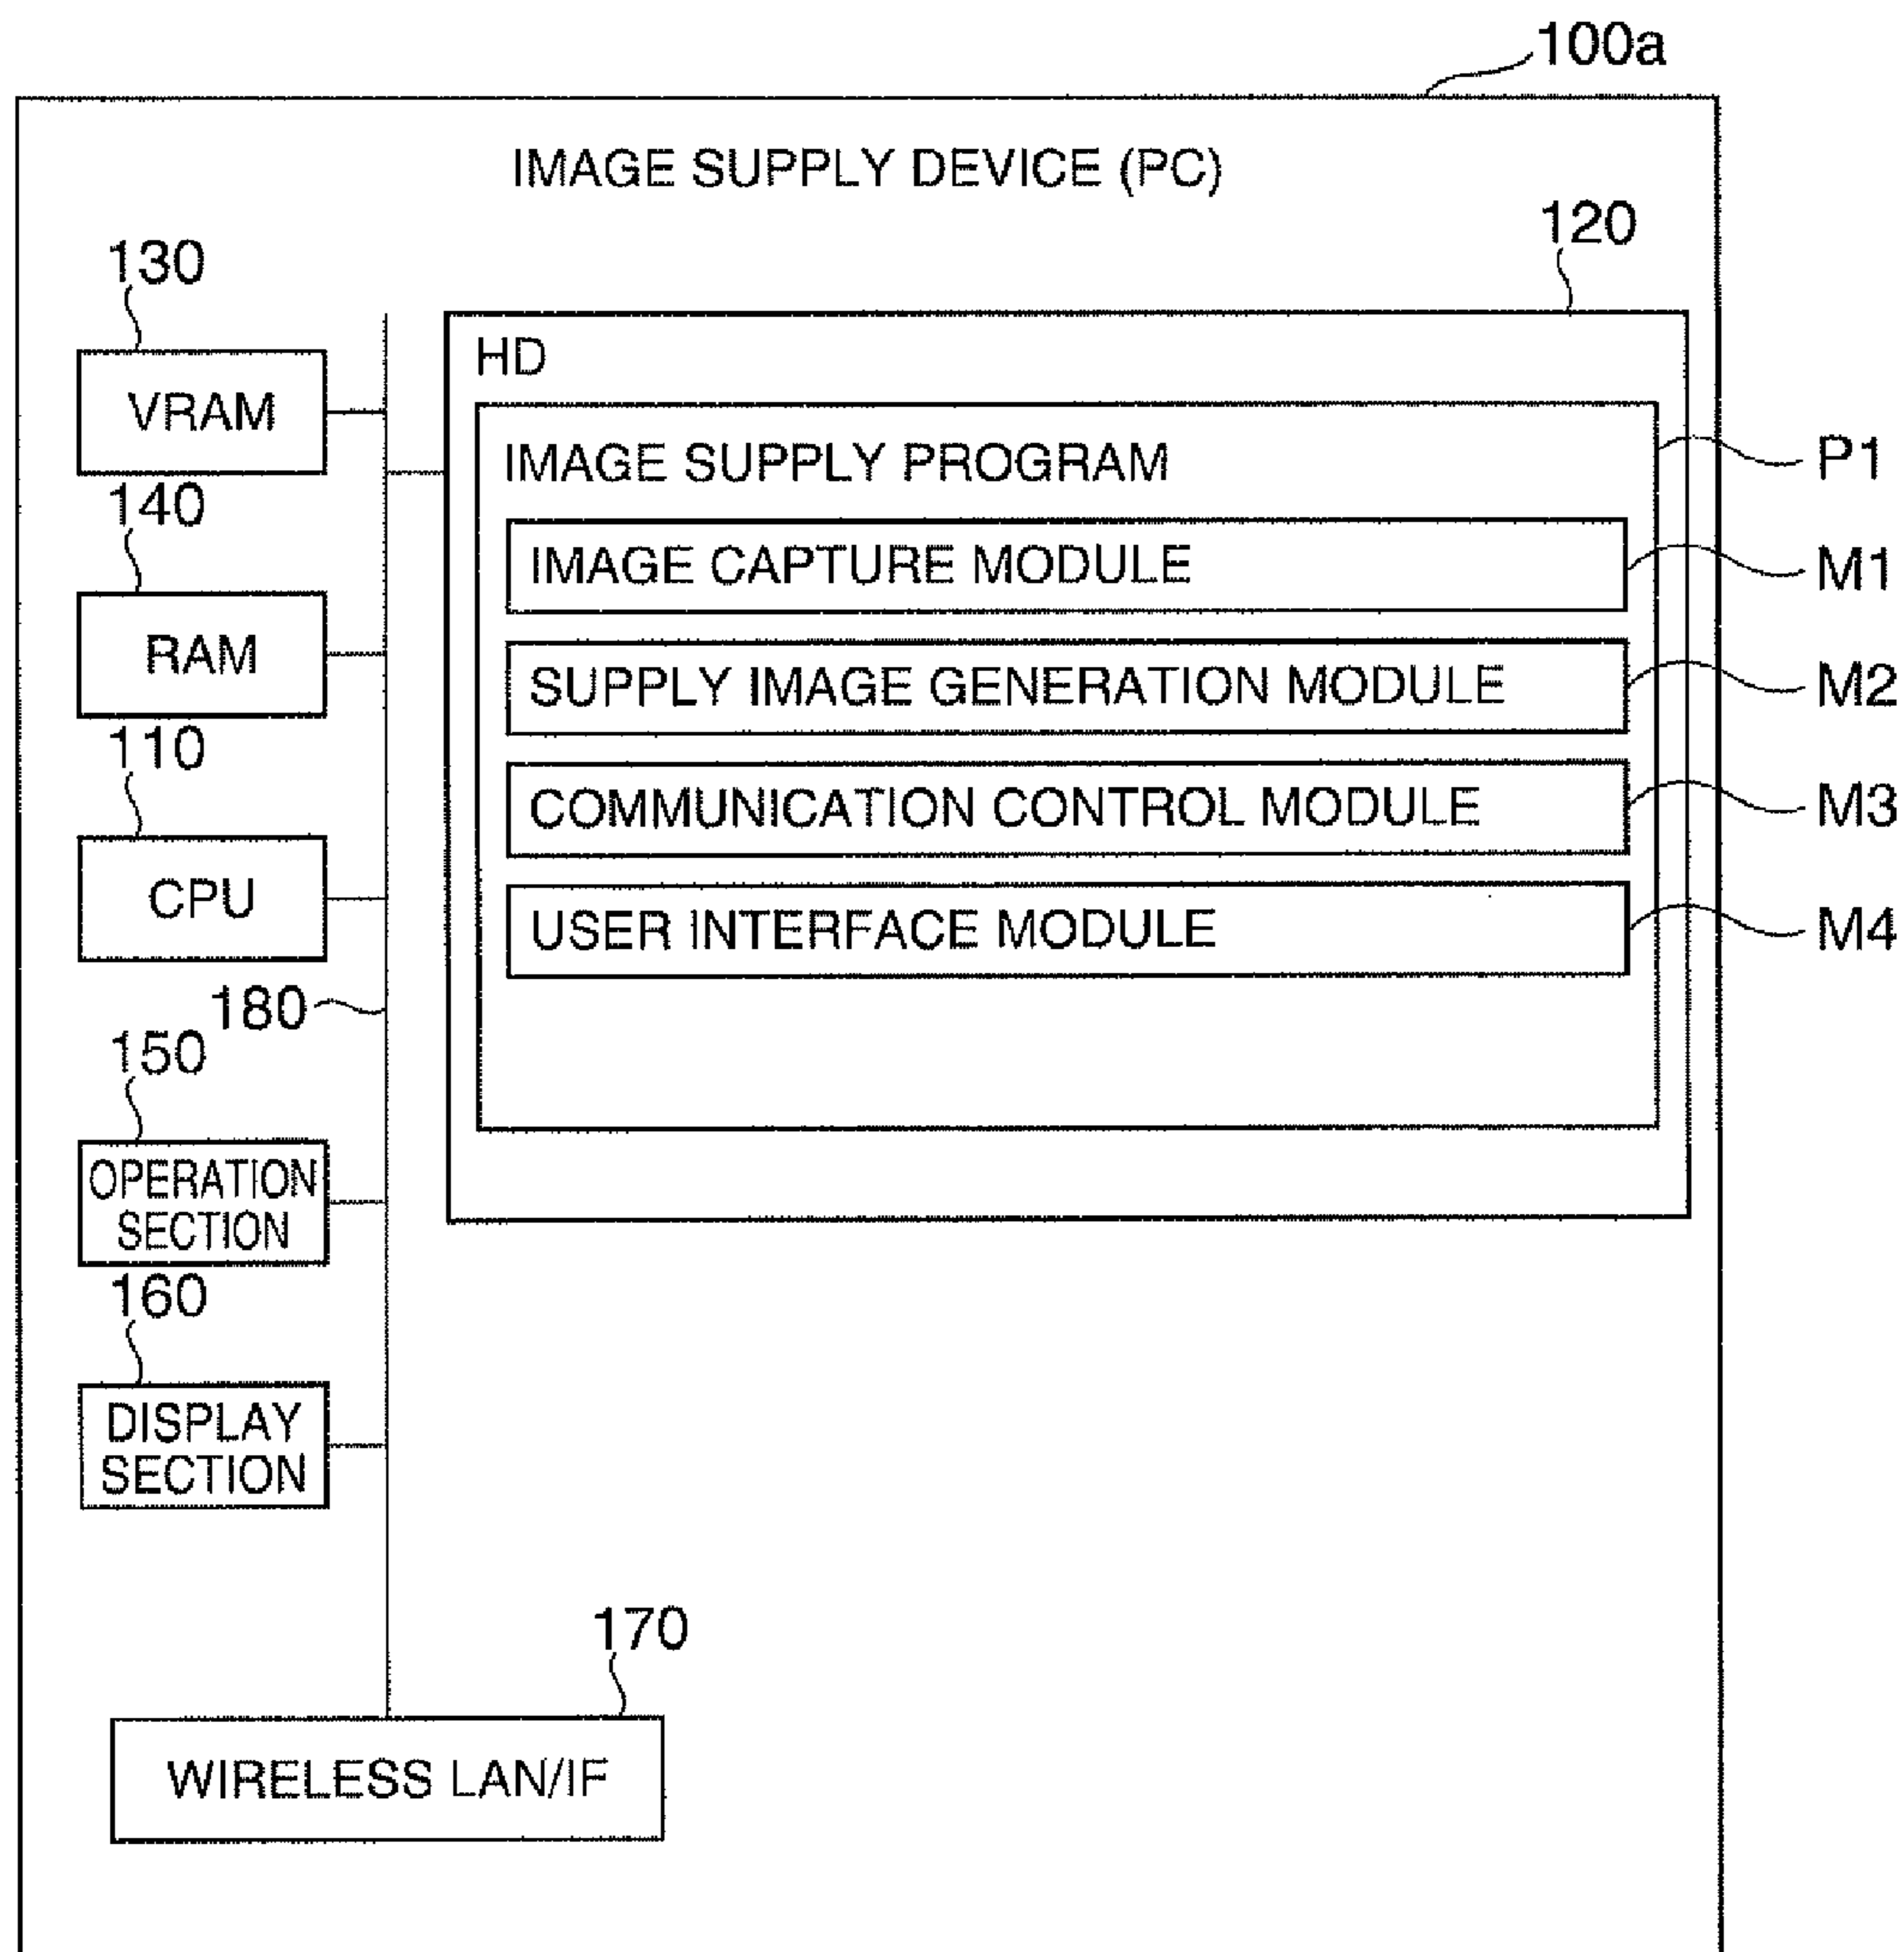 100a
IMAGE SUPPLY DEVICE (PC)
120
130
HD
VRAM
IMAGE SUPPLY PROGRAM
P1
140
IMAGE CAPTURE MODULE
M1
RAM
SUPPLY IMAGE GENERATION MODULE
M2
110
COMMUNICATION CONTROL MODULE
M3
CPU
USER INTERFACE MODULE
M4
180
150
OPERATION
SECTION
160
DISPLAY
SECTION
170
WIRELESS LAN/IF